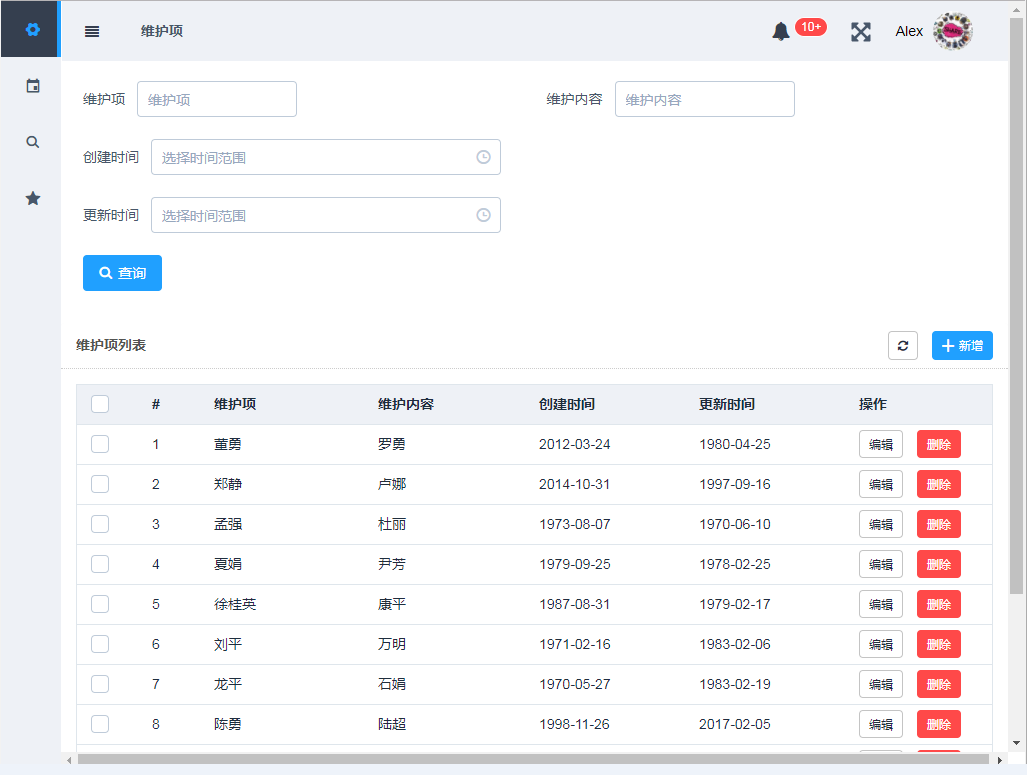 维护项 10+ Alex
维护项 维护项 维护内容 维护内容
创建时间 选择时间范围
更新时间 选择时间范围
查询
维护项列表 新增
# 维护项 维护内容 创建时间 更新时间 操作
1 董勇 罗勇 2012-03-24 1980-04-25 编辑 删除
2 郑静 卢娜 2014-10-31 1997-09-16 编辑 删除
3 孟强 杜丽 1973-08-07 1970-06-10 编辑 删除
4 夏娟 尹芳 1979-09-25 1978-02-25 编辑 删除
5 徐桂英 康平 1987-08-31 1979-02-17 编辑 删除
6 刘平 万明 1971-02-16 1983-02-06 编辑 删除
7 龙平 石娟 1970-05-27 1983-02-19 编辑 删除
8 陈勇 陆超 1998-11-26 2017-02-05 编辑 删除